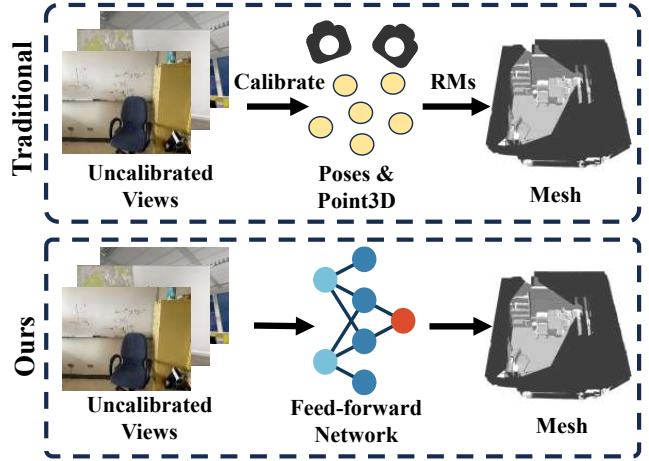 Traditional
Calibrate
RMs
Uncalibrated
Views
Poses &
Point3D
Mesh
Ours
Uncalibrated
Views
Feed-forward
Network
Mesh